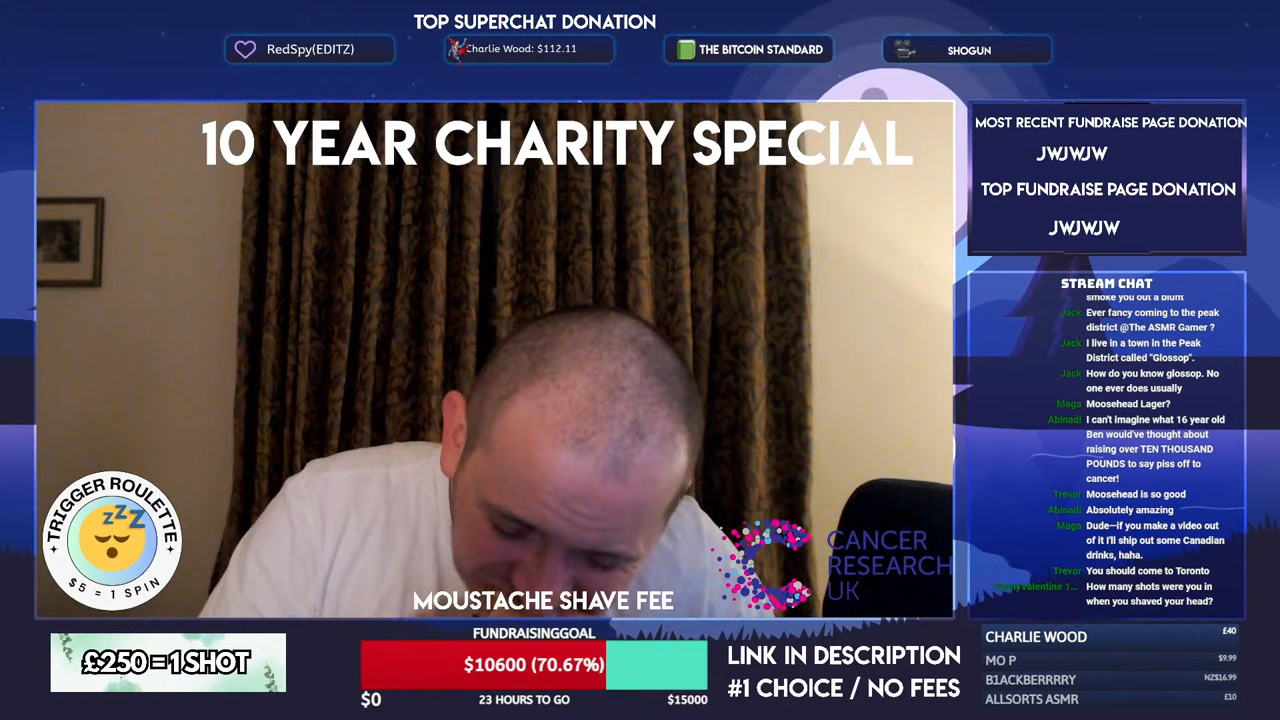 TOP SUPERCHAT DONATION
RedSpy(EDITZ)
Charlie Wood: $112.11
THE BITCOIN STANDARD
SHOGUN
10 YEAR CHARITY SPECIAL
MOST RECENT FUNDRAISE PAGE DONATION
JWJWJW
TOP FUNDRAISE PAGE DONATION
JWJWJW
STREAM CHAT
smoke you out a blunt
Jack Ever fancy coming to the peak
district @The ASMR Gamer ?
Jack I live in a town in the Peak
District called "Glossop".
Jack How do you know glossop. No
one ever does usually
Maga Moosehead Lager?
Abinadi I can't imagine what 16 year old
Ben would've thought about
raising over TEN THOUSAND
POUNDS to say piss off to
cancer!
Trevor Moosehead is so good
Abinadi Absolutely amazing
Maga Dude—if you make a video out
of it I'll ship out some Canadian
drinks, haha.
Trevor You should come to Toronto
How many shots were you in
when you shaved your head?
TRIGGER ROULETTE
zzZ
$5 = 1 SPIN
CANCER
RESEARCH
UK
MOUSTACHE SHAVE FEE
£250 = 1 SHOT
FUNDRAISINGGOAL
$10600 (70.67%)
$0
23 HOURS TO GO
$15000
LINK IN DESCRIPTION
#1 CHOICE / NO FEES
CHARLIE WOOD £40
MO P $9.99
B1ACKBERRRRY NZ$16.99
ALLSORTS ASMR £10